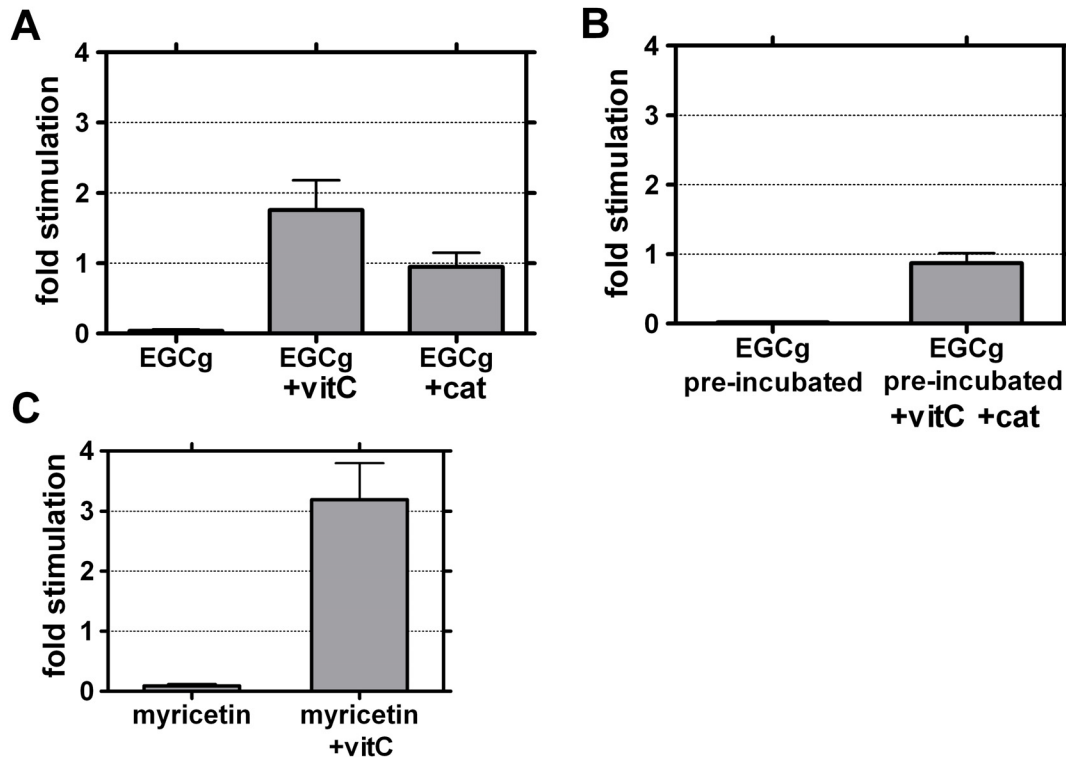 A
fold stimulation
4
3
2
1
0
EGCg
EGCg
+vitC
EGCg
+cat
B
fold stimulation
4
3
2
1
0
EGCg
pre-incubated
EGCg
pre-incubated
+vitC +cat
C
fold stimulation
4
3
2
1
0
myricetin
myricetin
+vitC